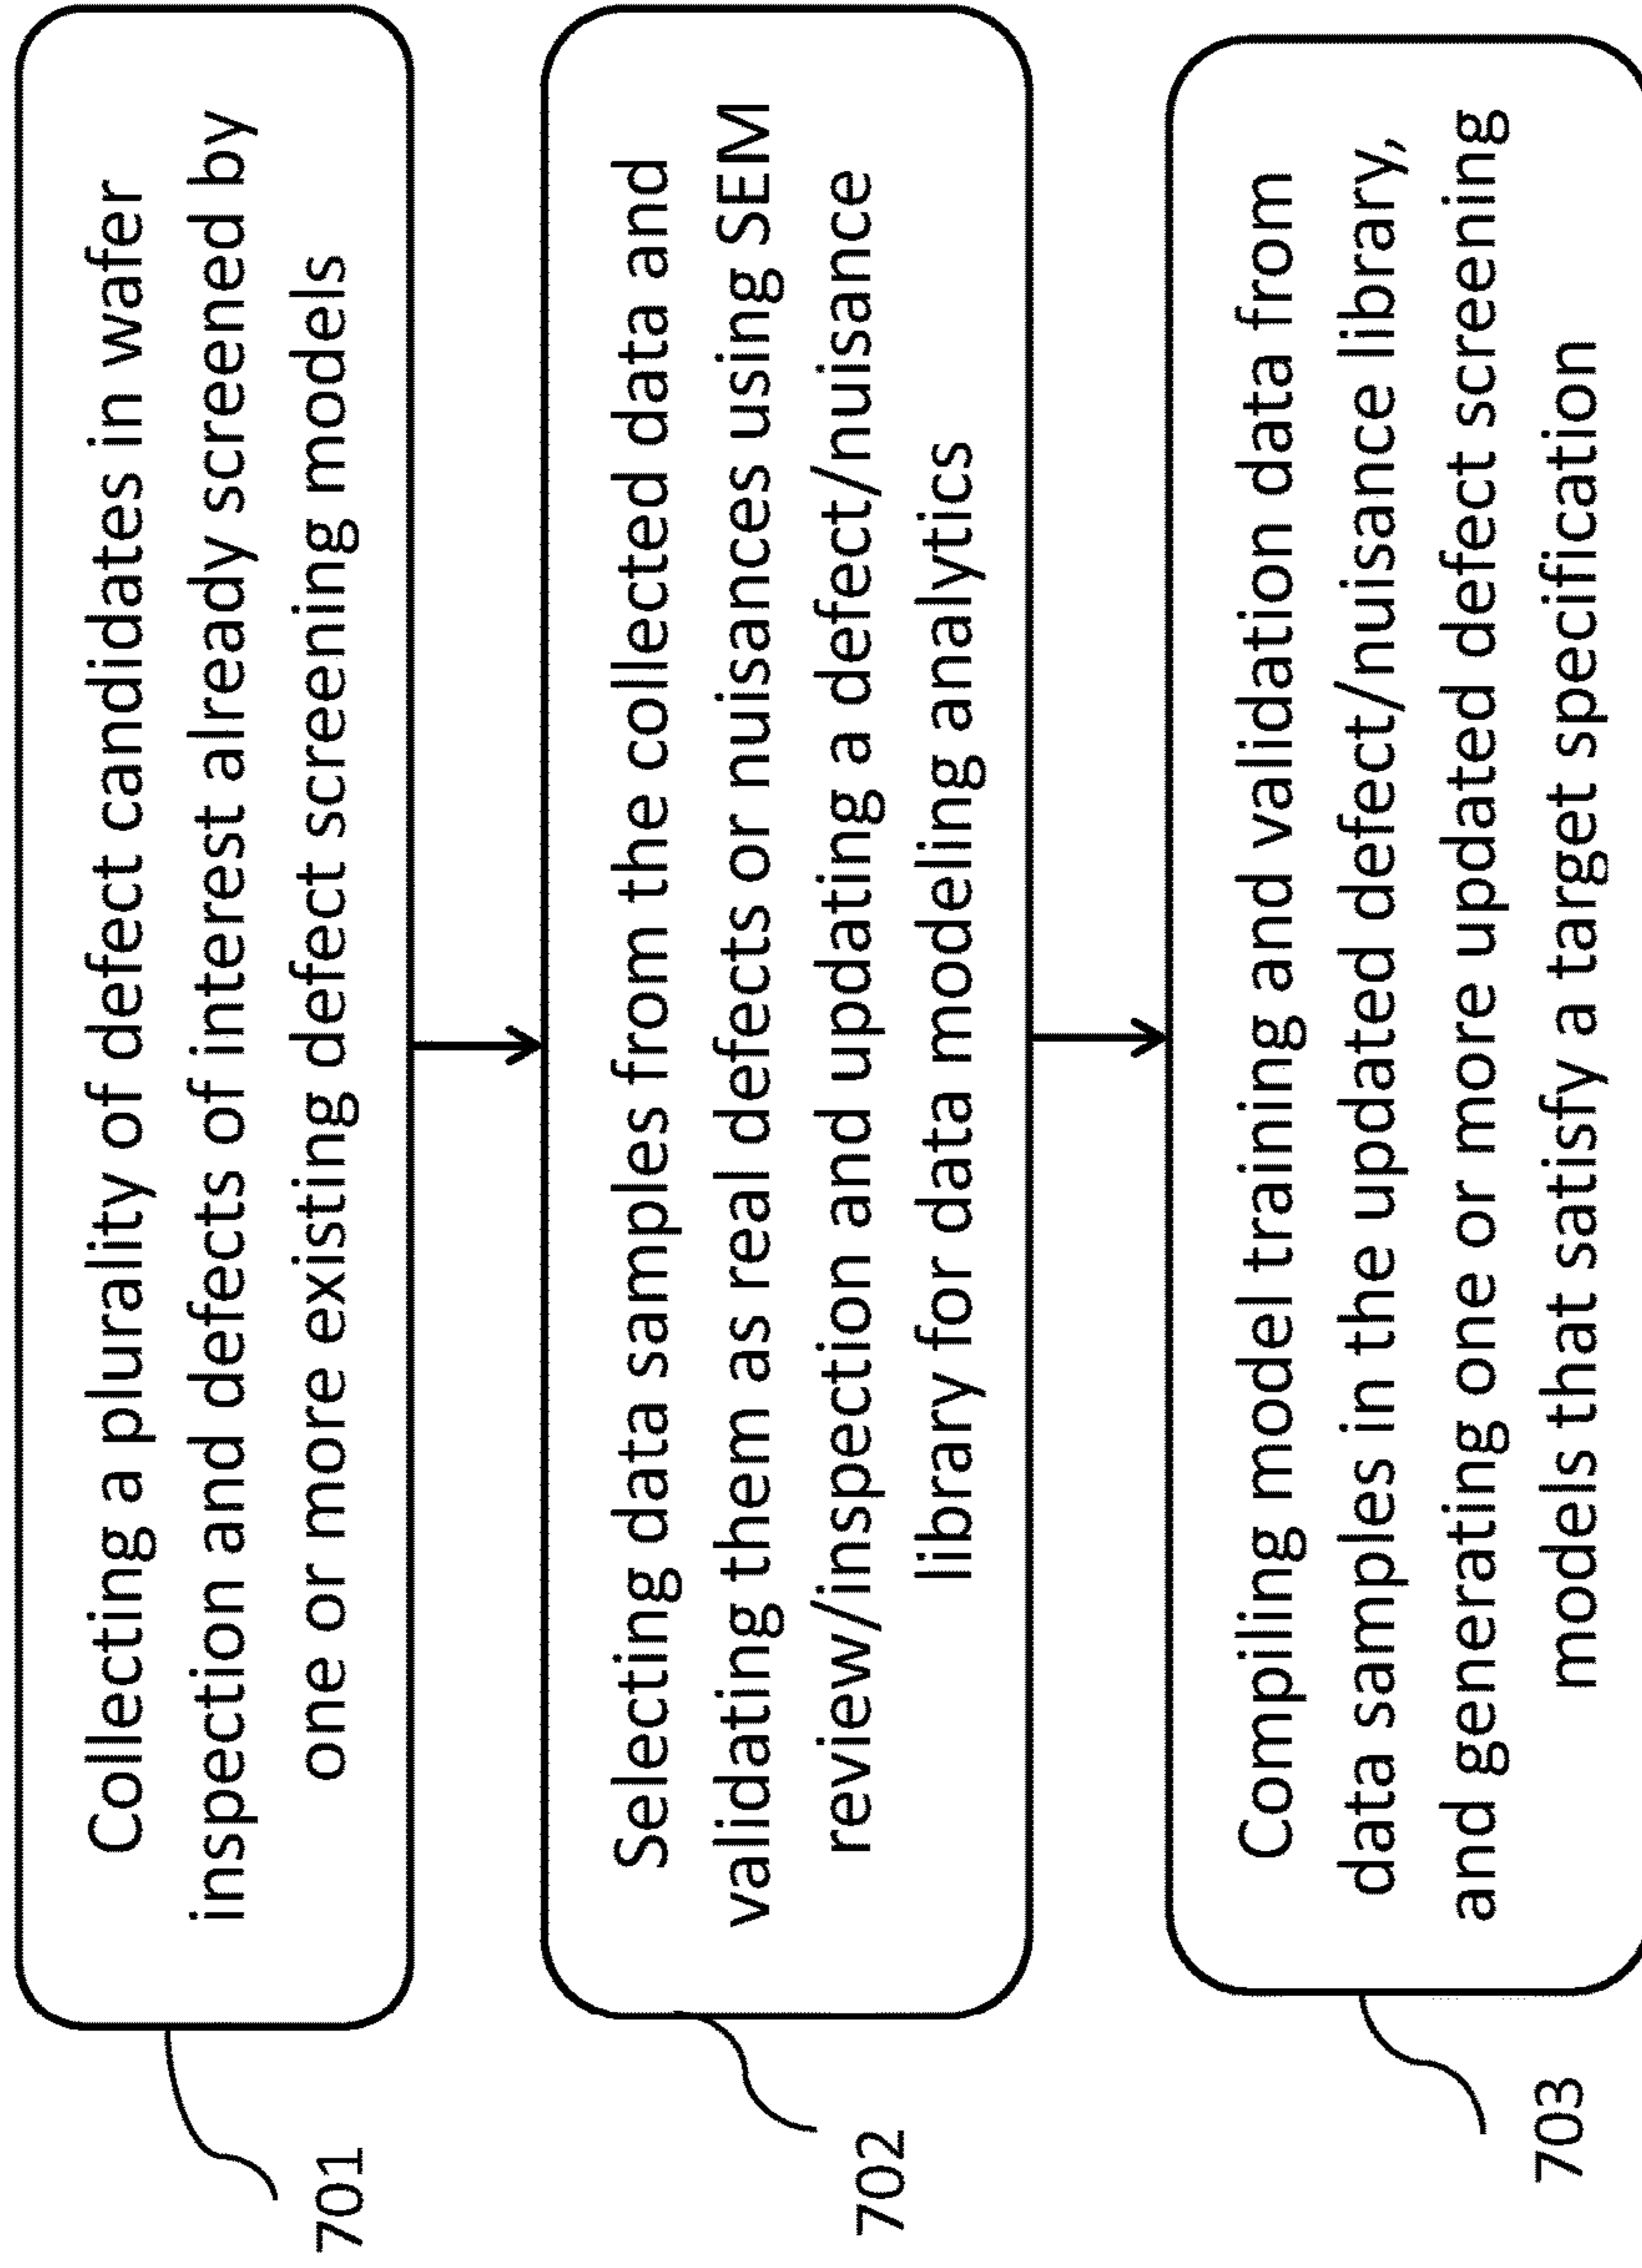 Collecting a plurality of defect candidates in wafer
inspection and defects of interest already screened by
one or more existing defect screening models
701
Selecting data samples from the collected data and
validating them as real defects or nuisances using SEM
review/inspection and updating a defect/nuisance
library for data modeling analytics
702
Compiling model training and validation data from
data samples in the updated defect/nuisance library,
and generating one or more updated defect screening
models that satisfy a target specification
703